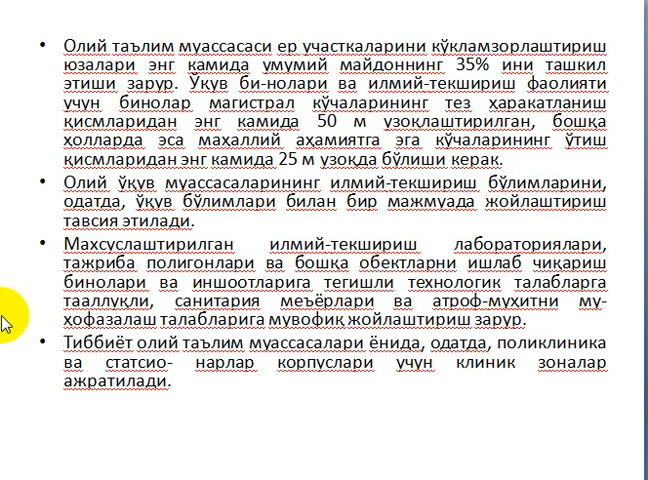 • Олий таълим муассасаси ер участкаларини кўкламзорлаштириш
юзалари энг камида умумий майдоннинг 35% ини ташкил
этиши зарур. Ўқув би-нолари ва илмий-текшириш фаолияти
учун бинолар магистрал кўчаларининг тез ҳаракатланиш
қисмларидан энг камида 50 м узоқлаштирилган, бошқа
ҳолларда эса маҳаллий аҳамиятга эга кўчаларининг ўтиш
қисмларидан энг камида 25 м узоқда бўлиши керак.
• Олий ўқув муассасаларининг илмий-текшириш бўлимларини,
одатда, ўқув бўлимлари билан бир мажмуада жойлаштириш
тавсия этилади.
• Махсуслаштирилган илмий-текшириш лабораториялари,
тажриба полигонлари ва бошқа обектларни ишлаб чиқариш
бинолари ва иншоотларига тегишли технологик талабларга
тааллуқли, санитария меъёрлари ва атроф-муҳитни му-
ҳофазалаш талабларига мувофиқ жойлаштириш зарур.
• Тиббиёт олий таълим муассасалари ёнида, одатда, поликлиника
ва статсио- нарлар корпуслари учун клиник зоналар
ажратилади.